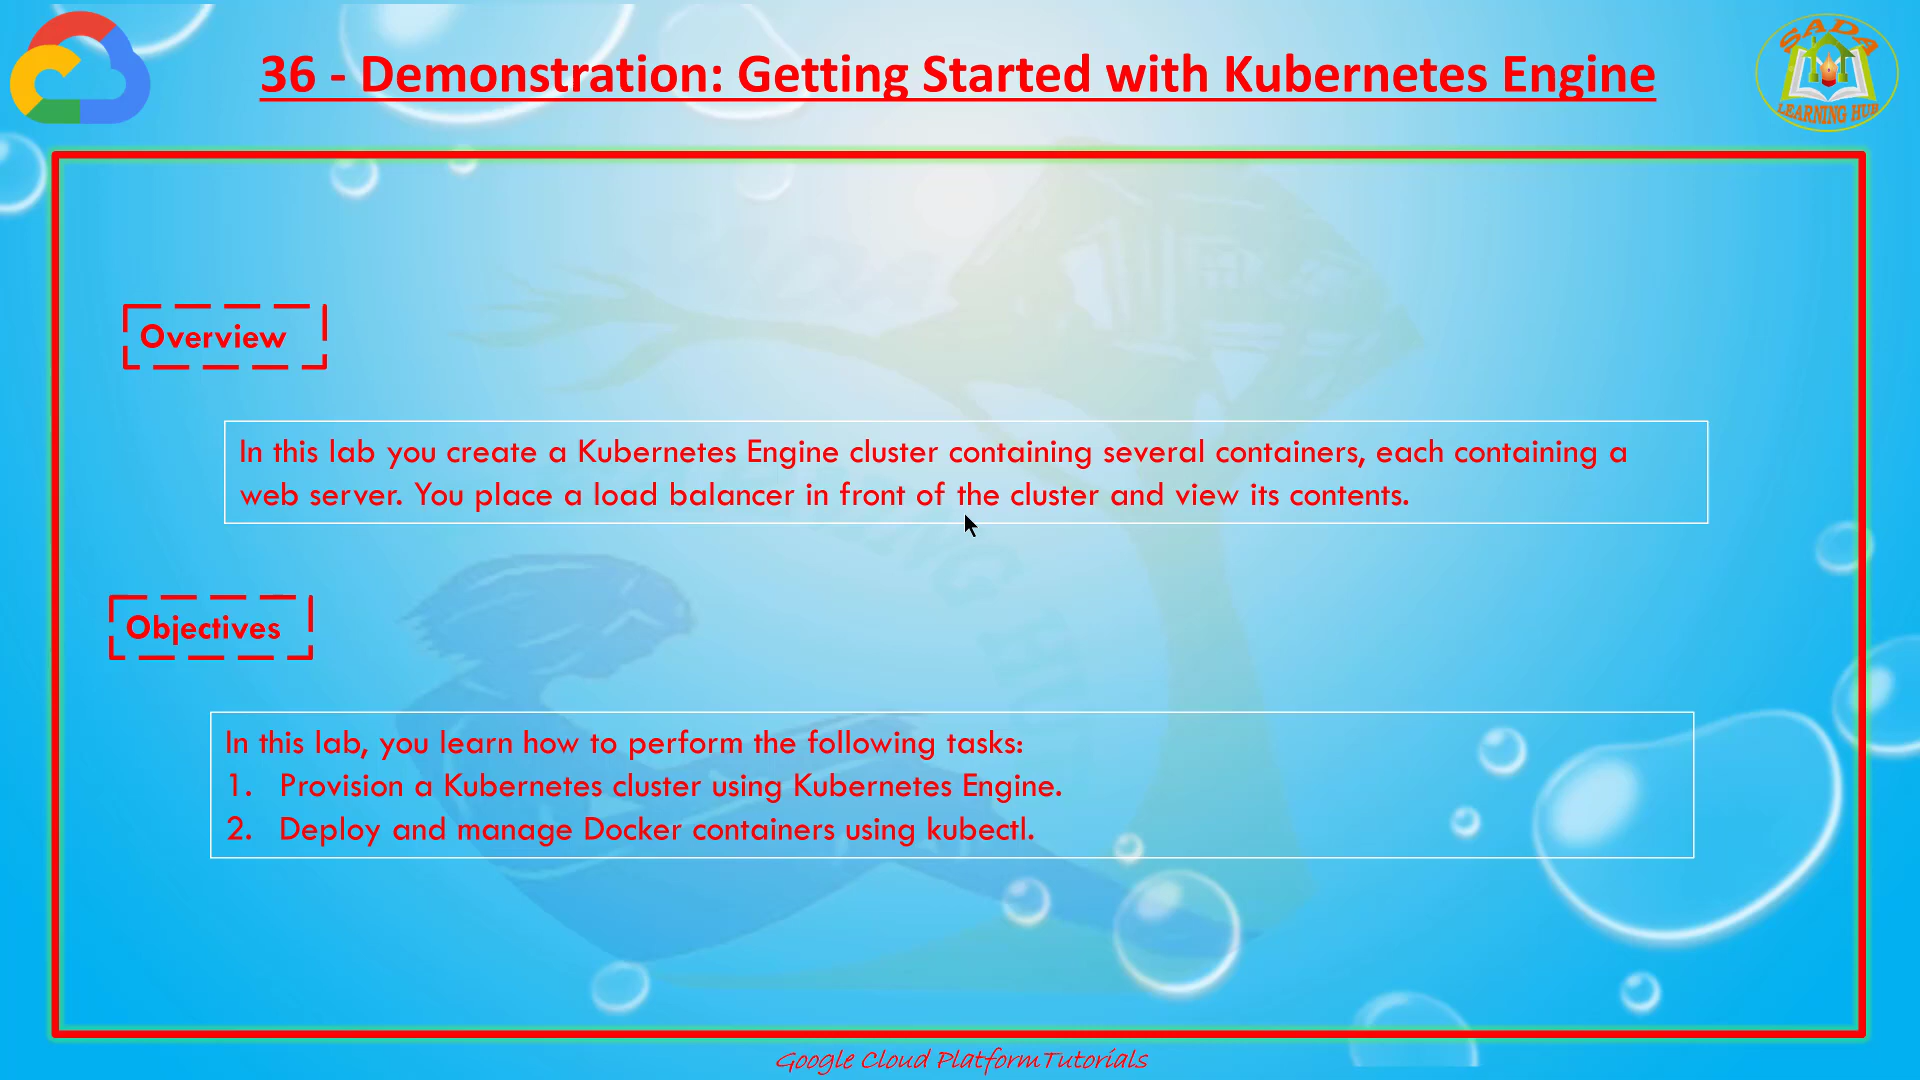 36 - Demonstration: Getting Started with Kubernetes Engine
SADA
LEARNING HUB
Overview
In this lab you create a Kubernetes Engine cluster containing several containers, each containing a
web server. You place a load balancer in front of the cluster and view its contents.
Objectives
In this lab, you learn how to perform the following tasks:
1. Provision a Kubernetes cluster using Kubernetes Engine.
2. Deploy and manage Docker containers using kubectl.
Google Cloud Platform Tutorials